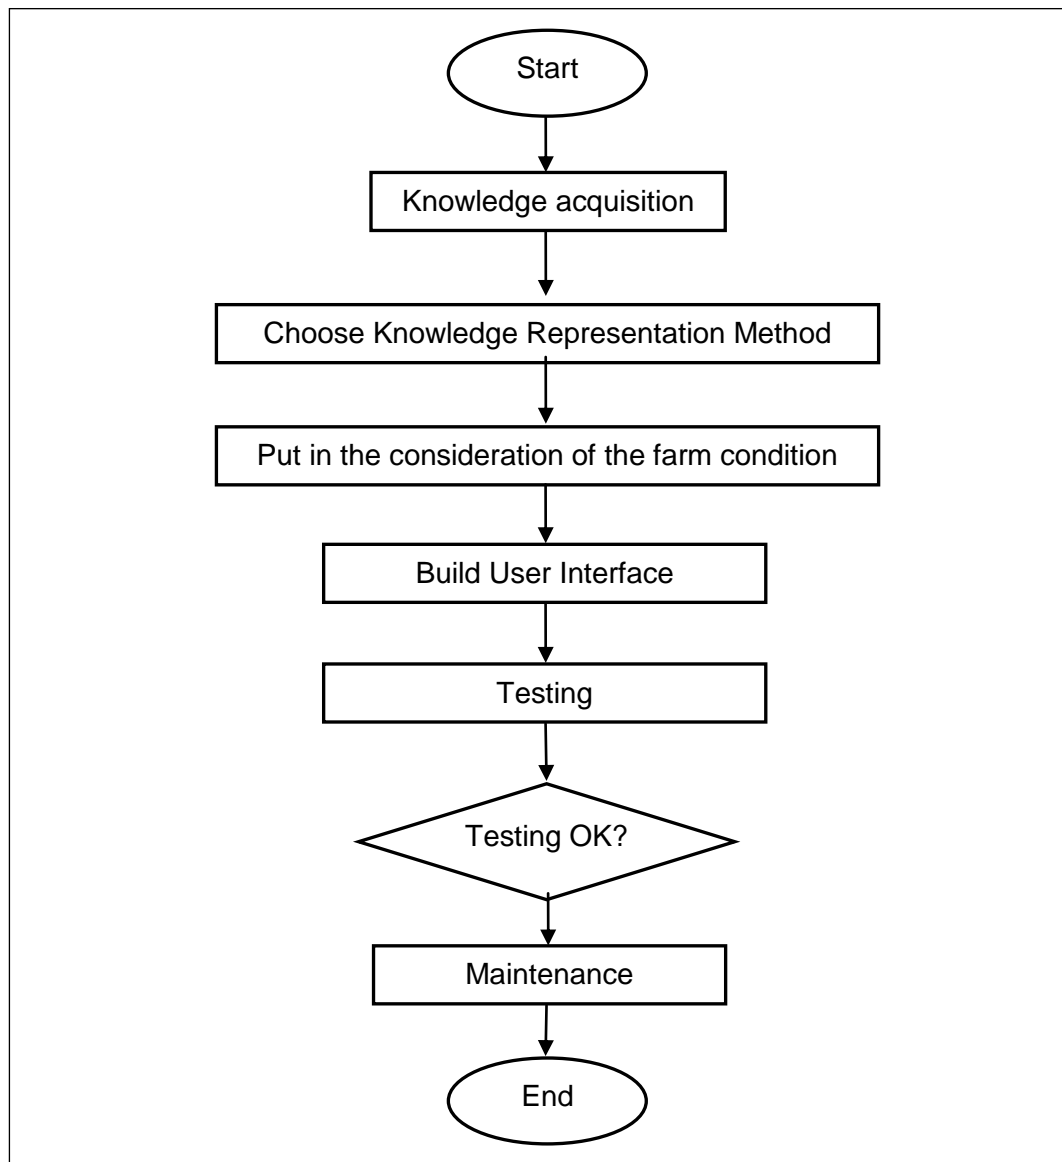 Start
Knowledge acquisition
Choose Knowledge Representation Method
Put in the consideration of the farm condition
Build User Interface
Testing
Testing OK?
Maintenance
End